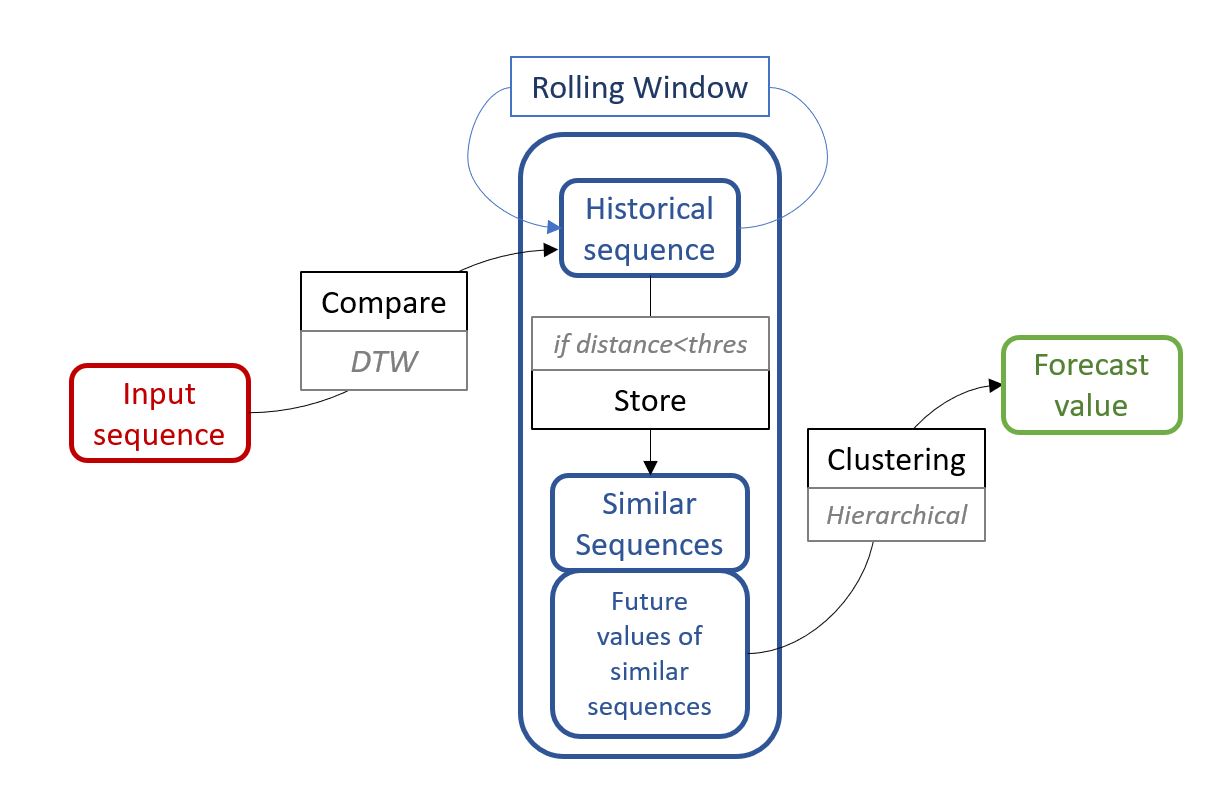 Rolling Window
Historical
sequence
Compare
DTW
if distance<thres
Store
Input
sequence
Forecast
value
Clustering
Hierarchical
Similar
Sequences
Future
values of
similar
sequences